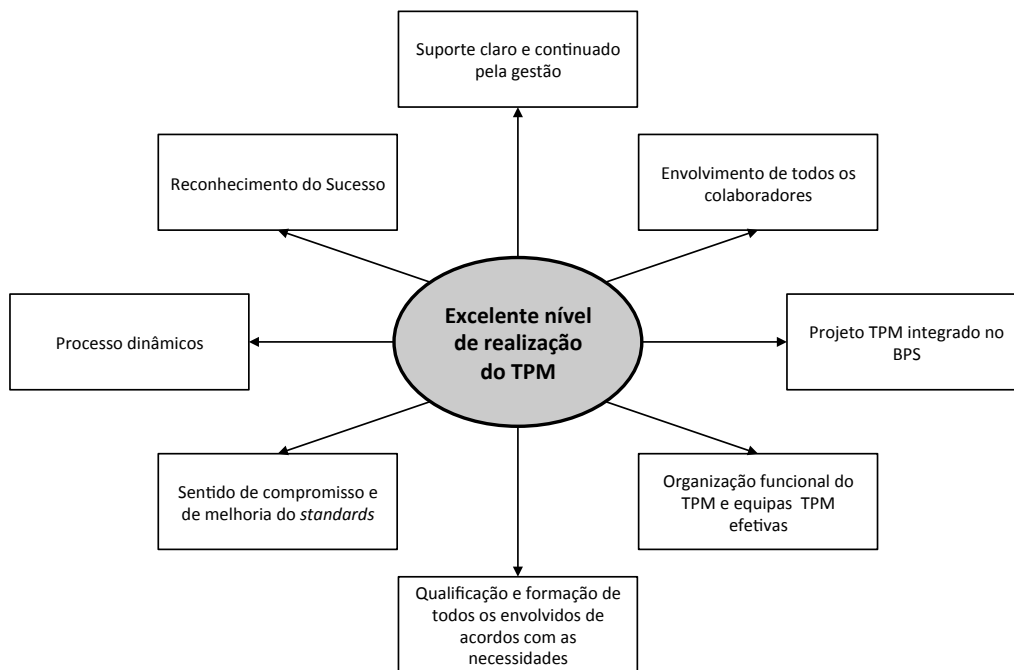 Suporte claro e continuado
pela gestão
Reconhecimento do Sucesso
Envolvimento de todos os
colaboradores
Excelente nível
de realização
do TPM
Processo dinâmicos
Projeto TPM integrado no
BPS
Sentido de compromisso e
de melhoria do standards
Organização funcional do
TPM e equipas TPM
efetivas
Qualificação e formação de
todos os envolvidos de
acordos com as
necessidades